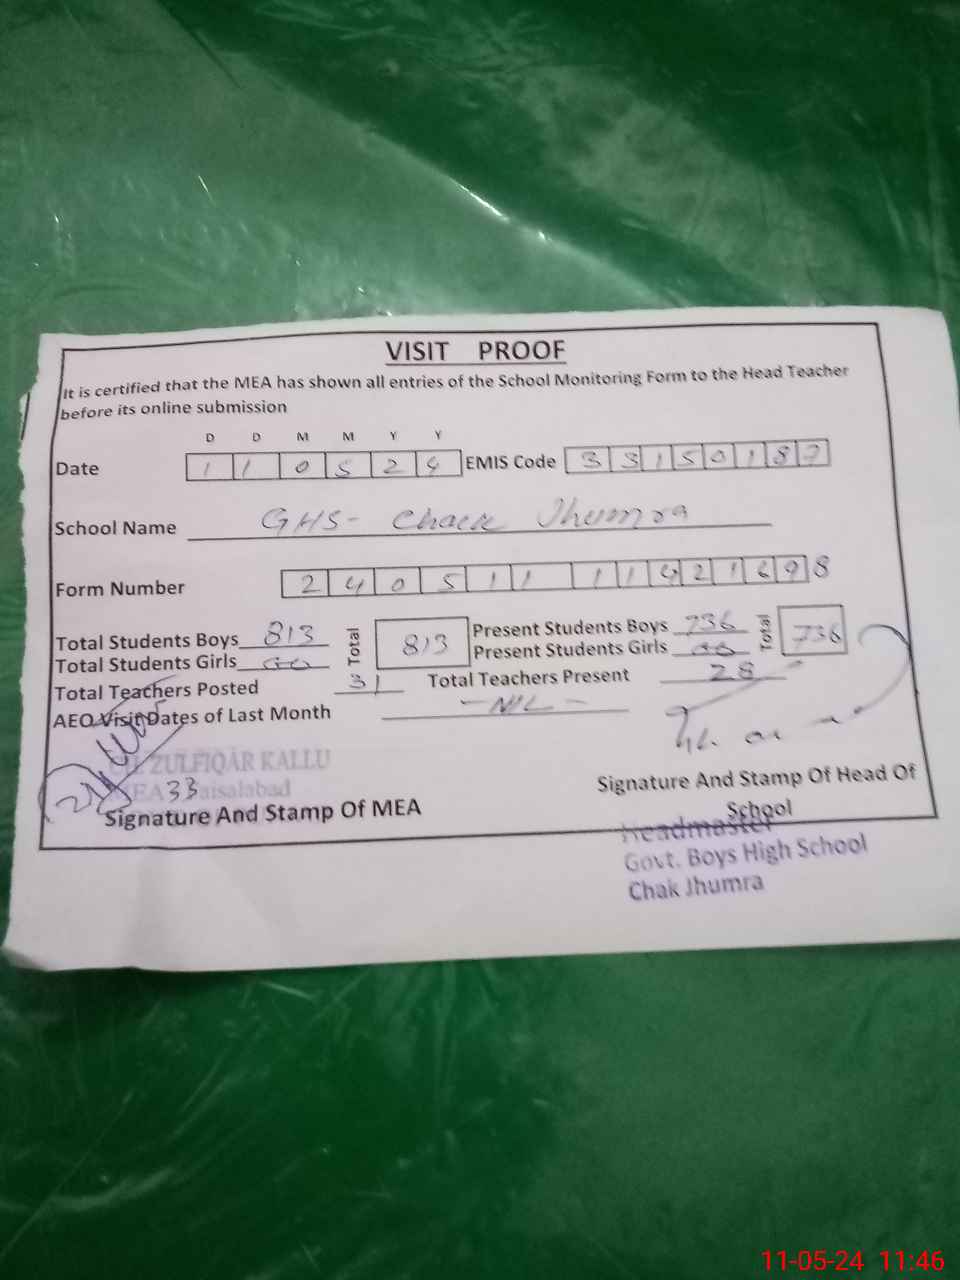 VISIT PROOF
It is certified that the MEA has shown all entries of the School Monitoring Form to the Head Teacher
before its online submission
D D M M Y Y
Date 1 1 0 5 2 4 EMIS Code 3 3 1 5 0 1 8 7
School Name GHS- Chack Jhumra
Form Number 2 4 0 5 1 1 1 1 4 2 1 6 9 8
Total Students Boys 813 Total 813 Present Students Boys 736 Total 736
Total Students Girls 00 Present Students Girls 00
Total Teachers Posted 31 Total Teachers Present 28
AEO Visit Dates of Last Month - NIL -
ZULFIQAR KALLU
MEA 33 Faisalabad
Signature And Stamp Of MEA
Signature And Stamp Of Head Of
School
Headmaster
Govt. Boys High School
Chak Jhumra
11-05-24 11:46